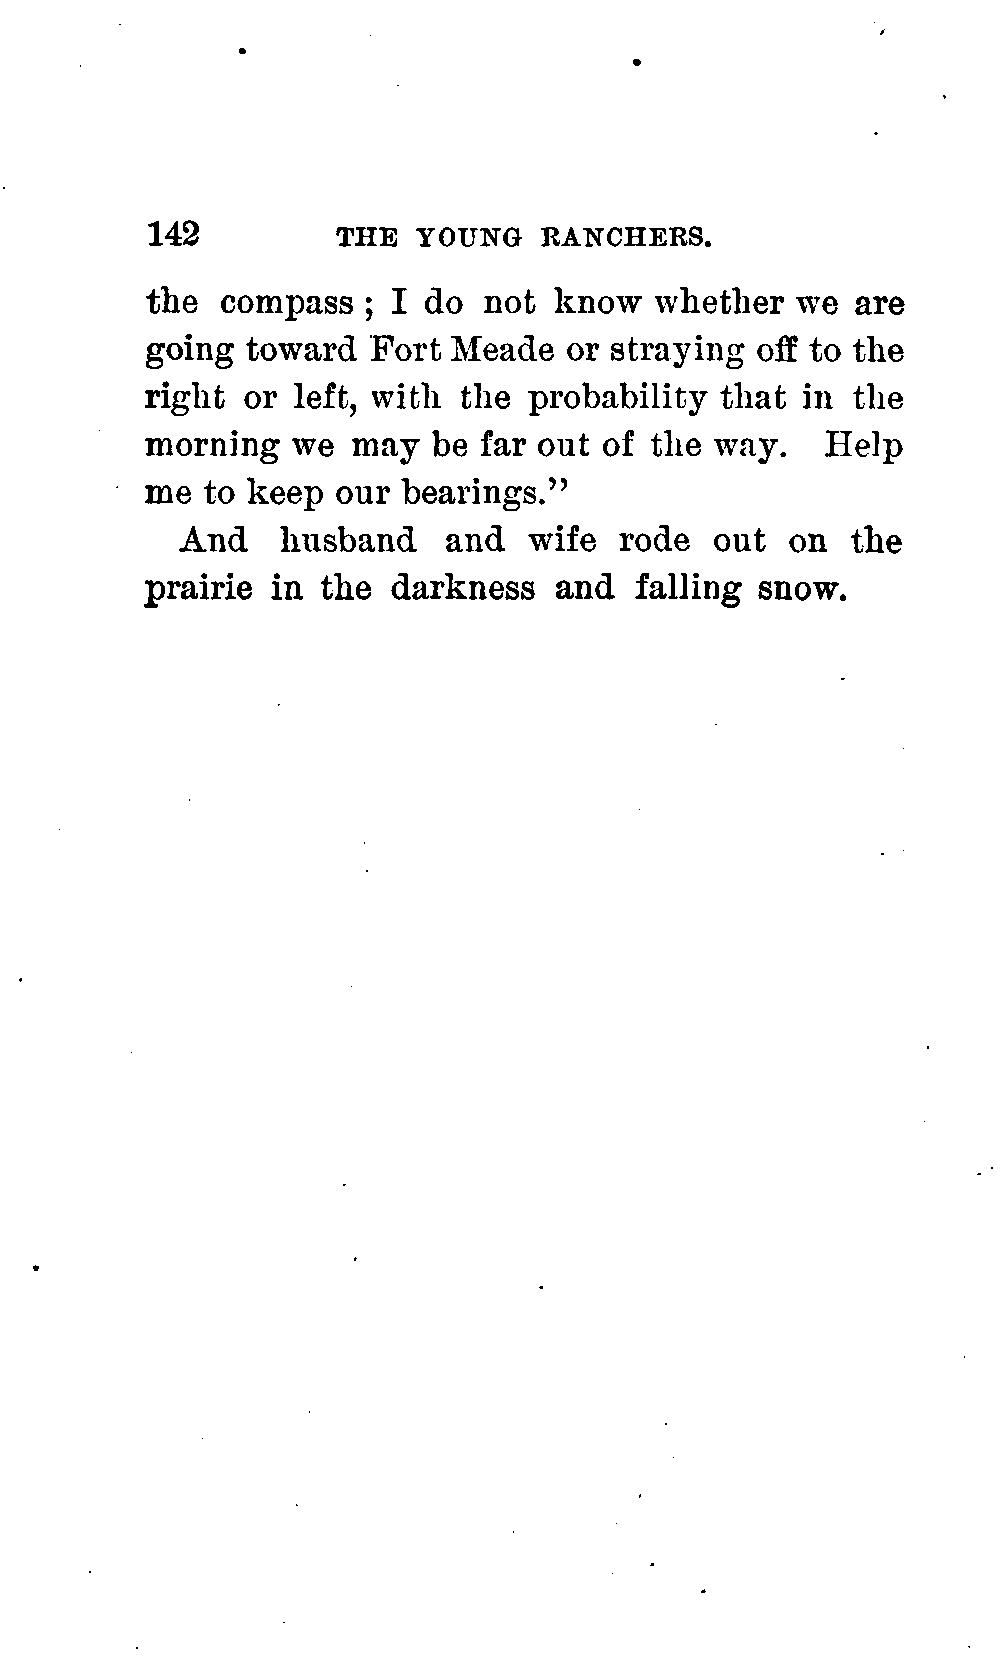 142 THE YOUNG RANCHERS.
the compass ; I do not know whether we are
going toward Fort Meade or straying off to the
right or left, with the probability that in the
morning we may be far out of the way. Help
me to keep our bearings.”
And husband and wife rode out on the
prairie in the darkness and falling snow.